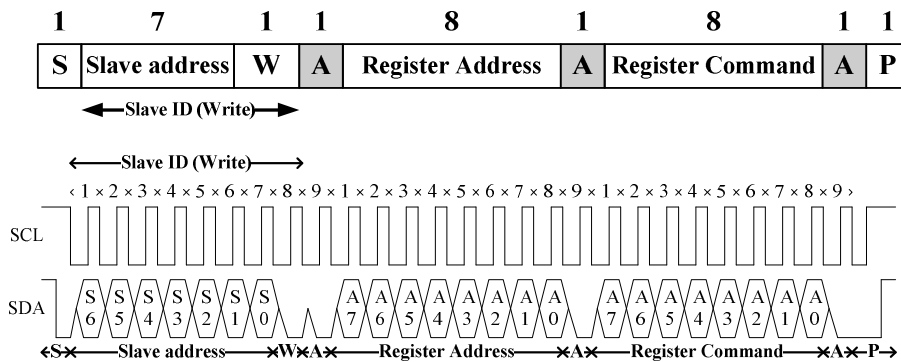 1 7 1 1 8 1 8 1 1
S Slave address W A Register Address A Register Command A P
Slave ID (Write)
Slave ID (Write)
‹ 1 × 2 × 3 × 4 × 5 × 6 × 7 × 8 × 9 × 1 × 2 × 3 × 4 × 5 × 6 × 7 × 8 × 9 × 1 × 2 × 3 × 4 × 5 × 6 × 7 × 8 × 9 ›
SCL
SDA S6 S5 S4 S3 S2 S1 S0 A7 A6 A5 A4 A3 A2 A1 A0 A7 A6 A5 A4 A3 A2 A1 A0
S Slave address W A Register Address A Register Command A P